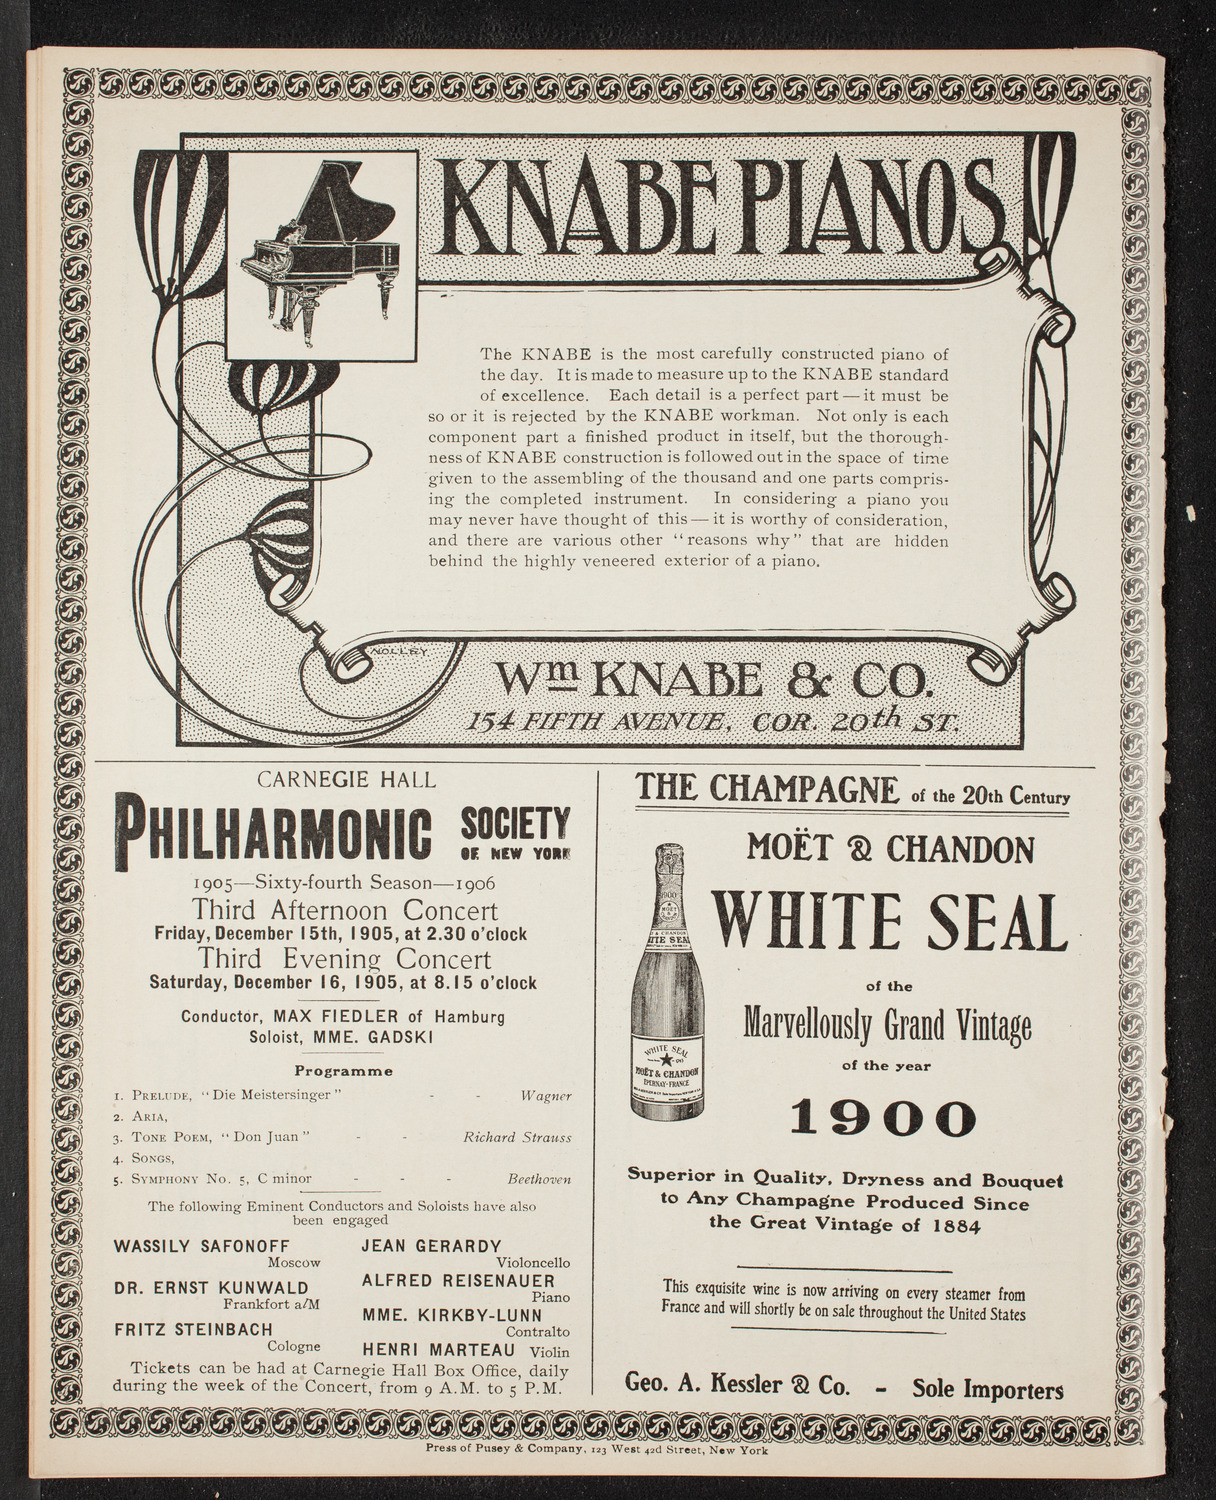 KNABE PIANOS
The KNABE is the most carefully constructed piano of
the day. It is made to measure up to the KNABE standard
of excellence. Each detail is a perfect part — it must be
so or it is rejected by the KNABE workman. Not only is each
component part a finished product in itself, but the thorough-
ness of KNABE construction is followed out in the space of time
given to the assembling of the thousand and one parts compris-
ing the completed instrument. In considering a piano you
may never have thought of this — it is worthy of consideration,
and there are various other "reasons why" that are hidden
behind the highly veneered exterior of a piano.
NOLLEY
Wm KNABE & CO.
154 FIFTH AVENUE, COR. 20th ST.
CARNEGIE HALL
PHILHARMONIC SOCIETY
OF NEW YORK
1905—Sixty-fourth Season—1906
Third Afternoon Concert
Friday, December 15th, 1905, at 2.30 o'clock
Third Evening Concert
Saturday, December 16, 1905, at 8.15 o'clock
Conductor, MAX FIEDLER of Hamburg
Soloist, MME. GADSKI
Programme
1. PRELUDE, "Die Meistersinger" - - Wagner
2. ARIA,
3. TONE POEM, "Don Juan" - - Richard Strauss
4. SONGS,
5. SYMPHONY No. 5, C minor - - - Beethoven
The following Eminent Conductors and Soloists have also
been engaged
WASSILY SAFONOFF
Moscow
DR. ERNST KUNWALD
Frankfort a/M
FRITZ STEINBACH
Cologne
JEAN GERARDY
Violoncello
ALFRED REISENAUER
Piano
MME. KIRKBY-LUNN
Contralto
HENRI MARTEAU Violin
Tickets can be had at Carnegie Hall Box Office, daily
during the week of the Concert, from 9 A.M. to 5 P.M.
THE CHAMPAGNE of the 20th Century
MOËT & CHANDON
WHITE SEAL
of the
Marvellously Grand Vintage
of the year
1900
1900
MOËT
WHITE SEAL
MOËT & CHANDON
EPERNAY-FRANCE
Superior in Quality, Dryness and Bouquet
to Any Champagne Produced Since
the Great Vintage of 1884
This exquisite wine is now arriving on every steamer from
France and will shortly be on sale throughout the United States
Geo. A. Kessler & Co. - Sole Importers
Press of Pusey & Company, 123 West 42d Street, New York